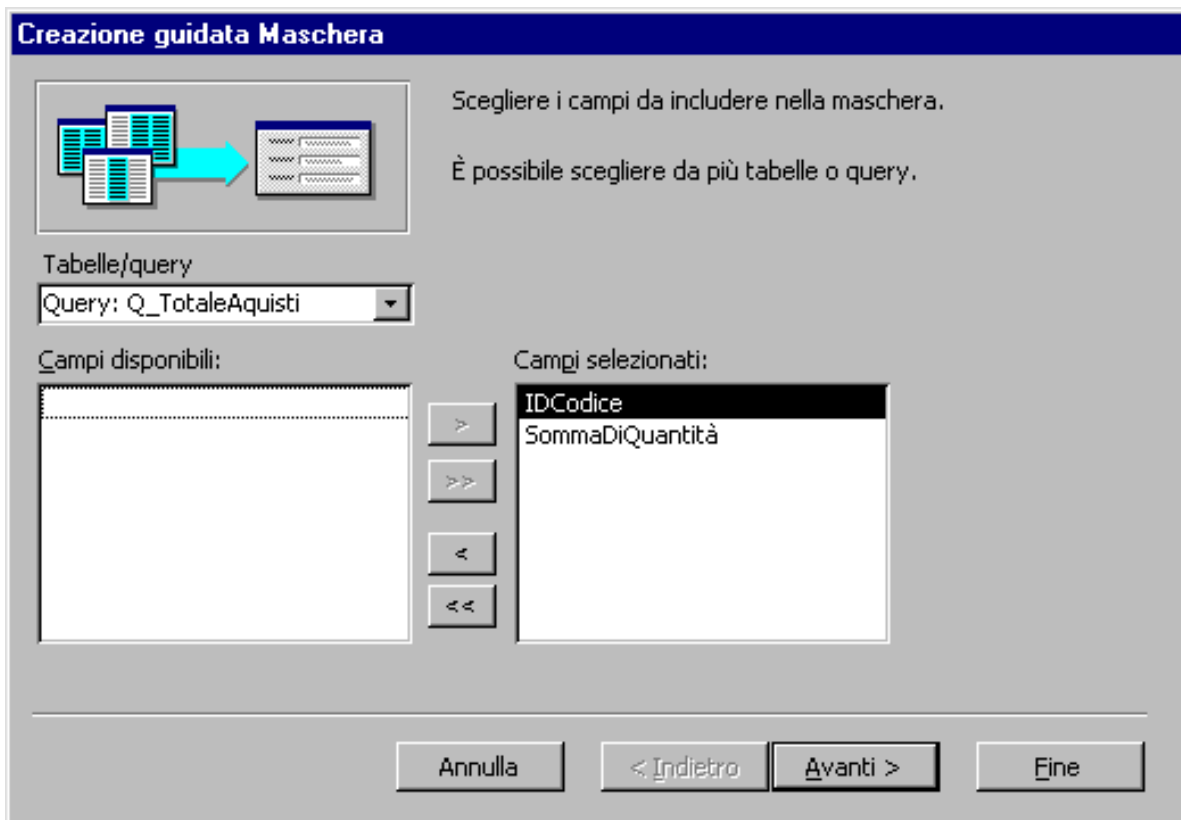 Creazione guidata Maschera
Scegliere i campi da includere nella maschera.
È possibile scegliere da più tabelle o query.
Tabelle/query
Query: Q_TotaleAquisti
Campi disponibili:
Campi selezionati:
IDCodice
SommaDiQuantità
>
>>
<
<<
Annulla
< Indietro
Avanti >
Fine